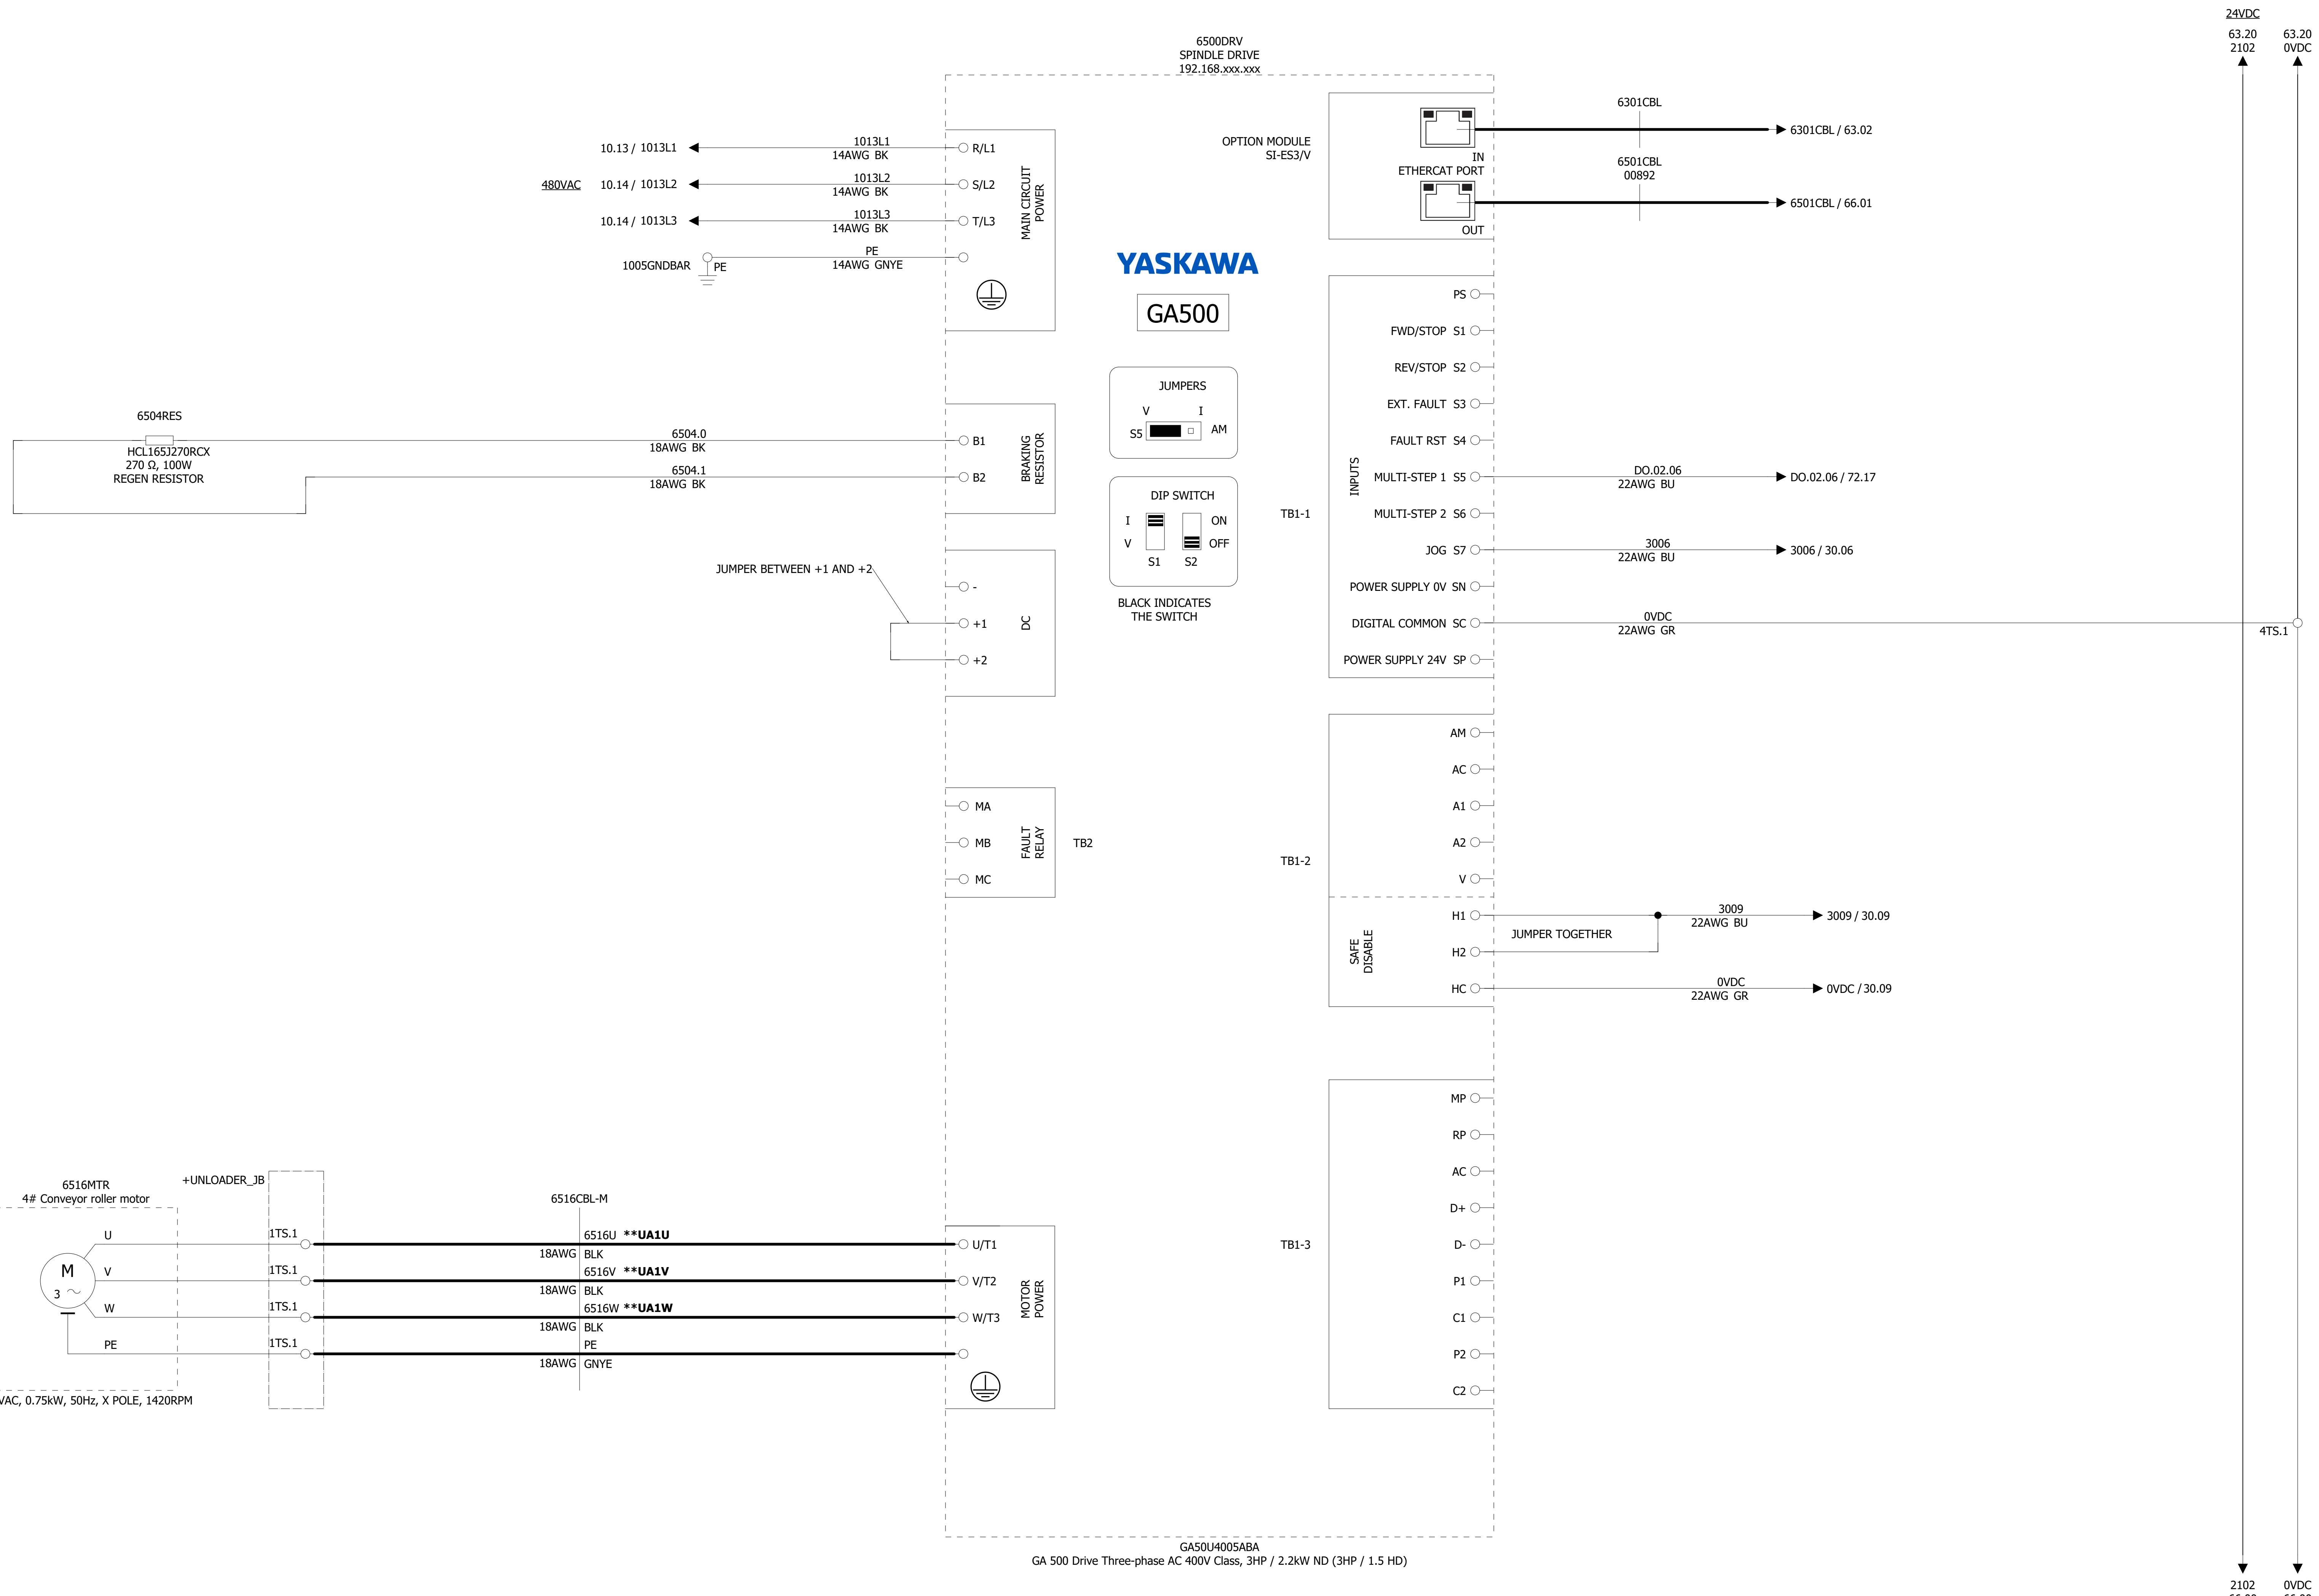 24VDC
63.20
2102
63.20
0VDC
6500DRV
SPINDLE DRIVE
192.168.xxx.xxx
10.13 / 1013L1
1013L1
14AWG BK
R/L1
480VAC
10.14 / 1013L2
1013L2
14AWG BK
S/L2
10.14 / 1013L3
1013L3
14AWG BK
T/L3
1005GNDBAR
PE
PE
14AWG GNYE
MAIN CIRCUIT
POWER
OPTION MODULE
SI-ES3/V
IN
ETHERCAT PORT
OUT
6301CBL
6301CBL / 63.02
6501CBL
00892
6501CBL / 66.01
YASKAWA
GA500
JUMPERS
V
I
S5
AM
DIP SWITCH
I
V
ON
OFF
S1
S2
BLACK INDICATES
THE SWITCH
6504RES
HCL165J270RCX
270 Ω, 100W
REGEN RESISTOR
6504.0
18AWG BK
B1
6504.1
18AWG BK
B2
BRAKING
RESISTOR
JUMPER BETWEEN +1 AND +2
-
+1
+2
DC
TB1-1
INPUTS
PS
FWD/STOP S1
REV/STOP S2
EXT. FAULT S3
FAULT RST S4
MULTI-STEP 1 S5
DO.02.06
22AWG BU
DO.02.06 / 72.17
MULTI-STEP 2 S6
JOG S7
3006
22AWG BU
3006 / 30.06
POWER SUPPLY 0V SN
DIGITAL COMMON SC
0VDC
22AWG GR
4TS.1
POWER SUPPLY 24V SP
MA
MB
MC
FAULT
RELAY
TB2
TB1-2
AM
AC
A1
A2
V
SAFE
DISABLE
H1
3009
22AWG BU
3009 / 30.09
JUMPER TOGETHER
H2
HC
0VDC
22AWG GR
0VDC / 30.09
TB1-3
MP
RP
AC
D+
D-
P1
C1
P2
C2
6516MTR
4# Conveyor roller motor
+UNLOADER_JB
6516CBL-M
M
3
U
1TS.1
6516U **UA1U
18AWG BLK
U/T1
V
1TS.1
6516V **UA1V
18AWG BLK
V/T2
W
1TS.1
6516W **UA1W
18AWG BLK
W/T3
PE
1TS.1
PE
18AWG GNYE
MOTOR
POWER
VAC, 0.75kW, 50Hz, X POLE, 1420RPM
GA50U4005ABA
GA 500 Drive Three-phase AC 400V Class, 3HP / 2.2kW ND (3HP / 1.5 HD)
2102
0VDC